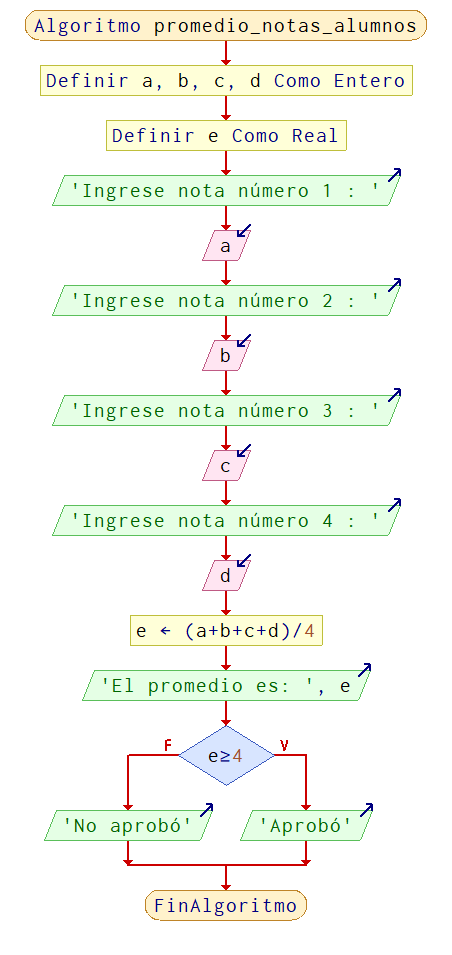 Algoritmo promedio_notas_alumnos
Definir a, b, c, d Como Entero
Definir e Como Real
'Ingrese nota número 1 : '
a
'Ingrese nota número 2 : '
b
'Ingrese nota número 3 : '
c
'Ingrese nota número 4 : '
d
e ← (a+b+c+d)/4
'El promedio es: ', e
F
V
e≥4
'No aprobó'
'Aprobó'
FinAlgoritmo